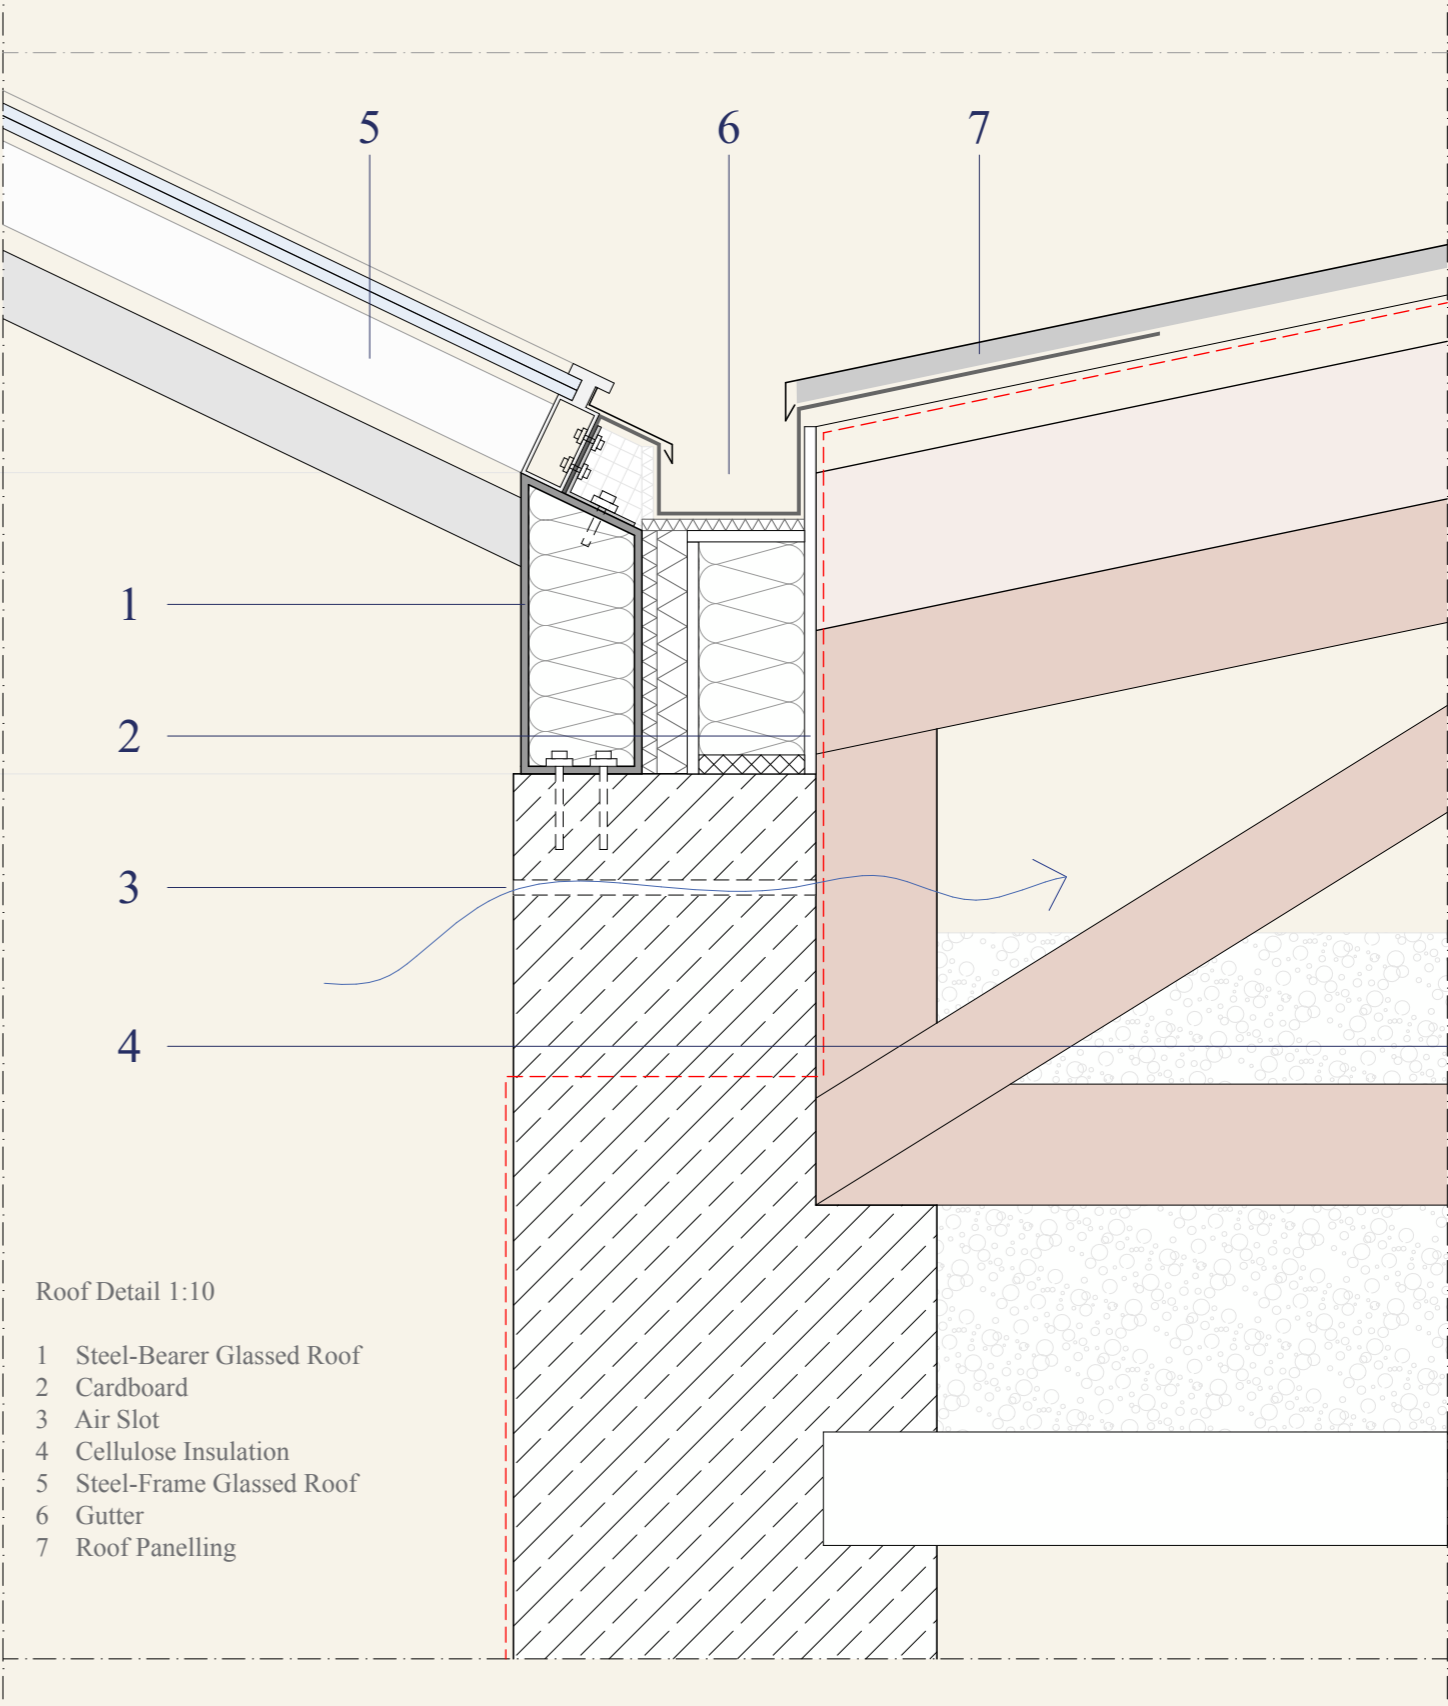 5 6 7
1
2
3
4
Roof Detail 1:10
1 Steel-Bearer Glassed Roof
2 Cardboard
3 Air Slot
4 Cellulose Insulation
5 Steel-Frame Glassed Roof
6 Gutter
7 Roof Panelling